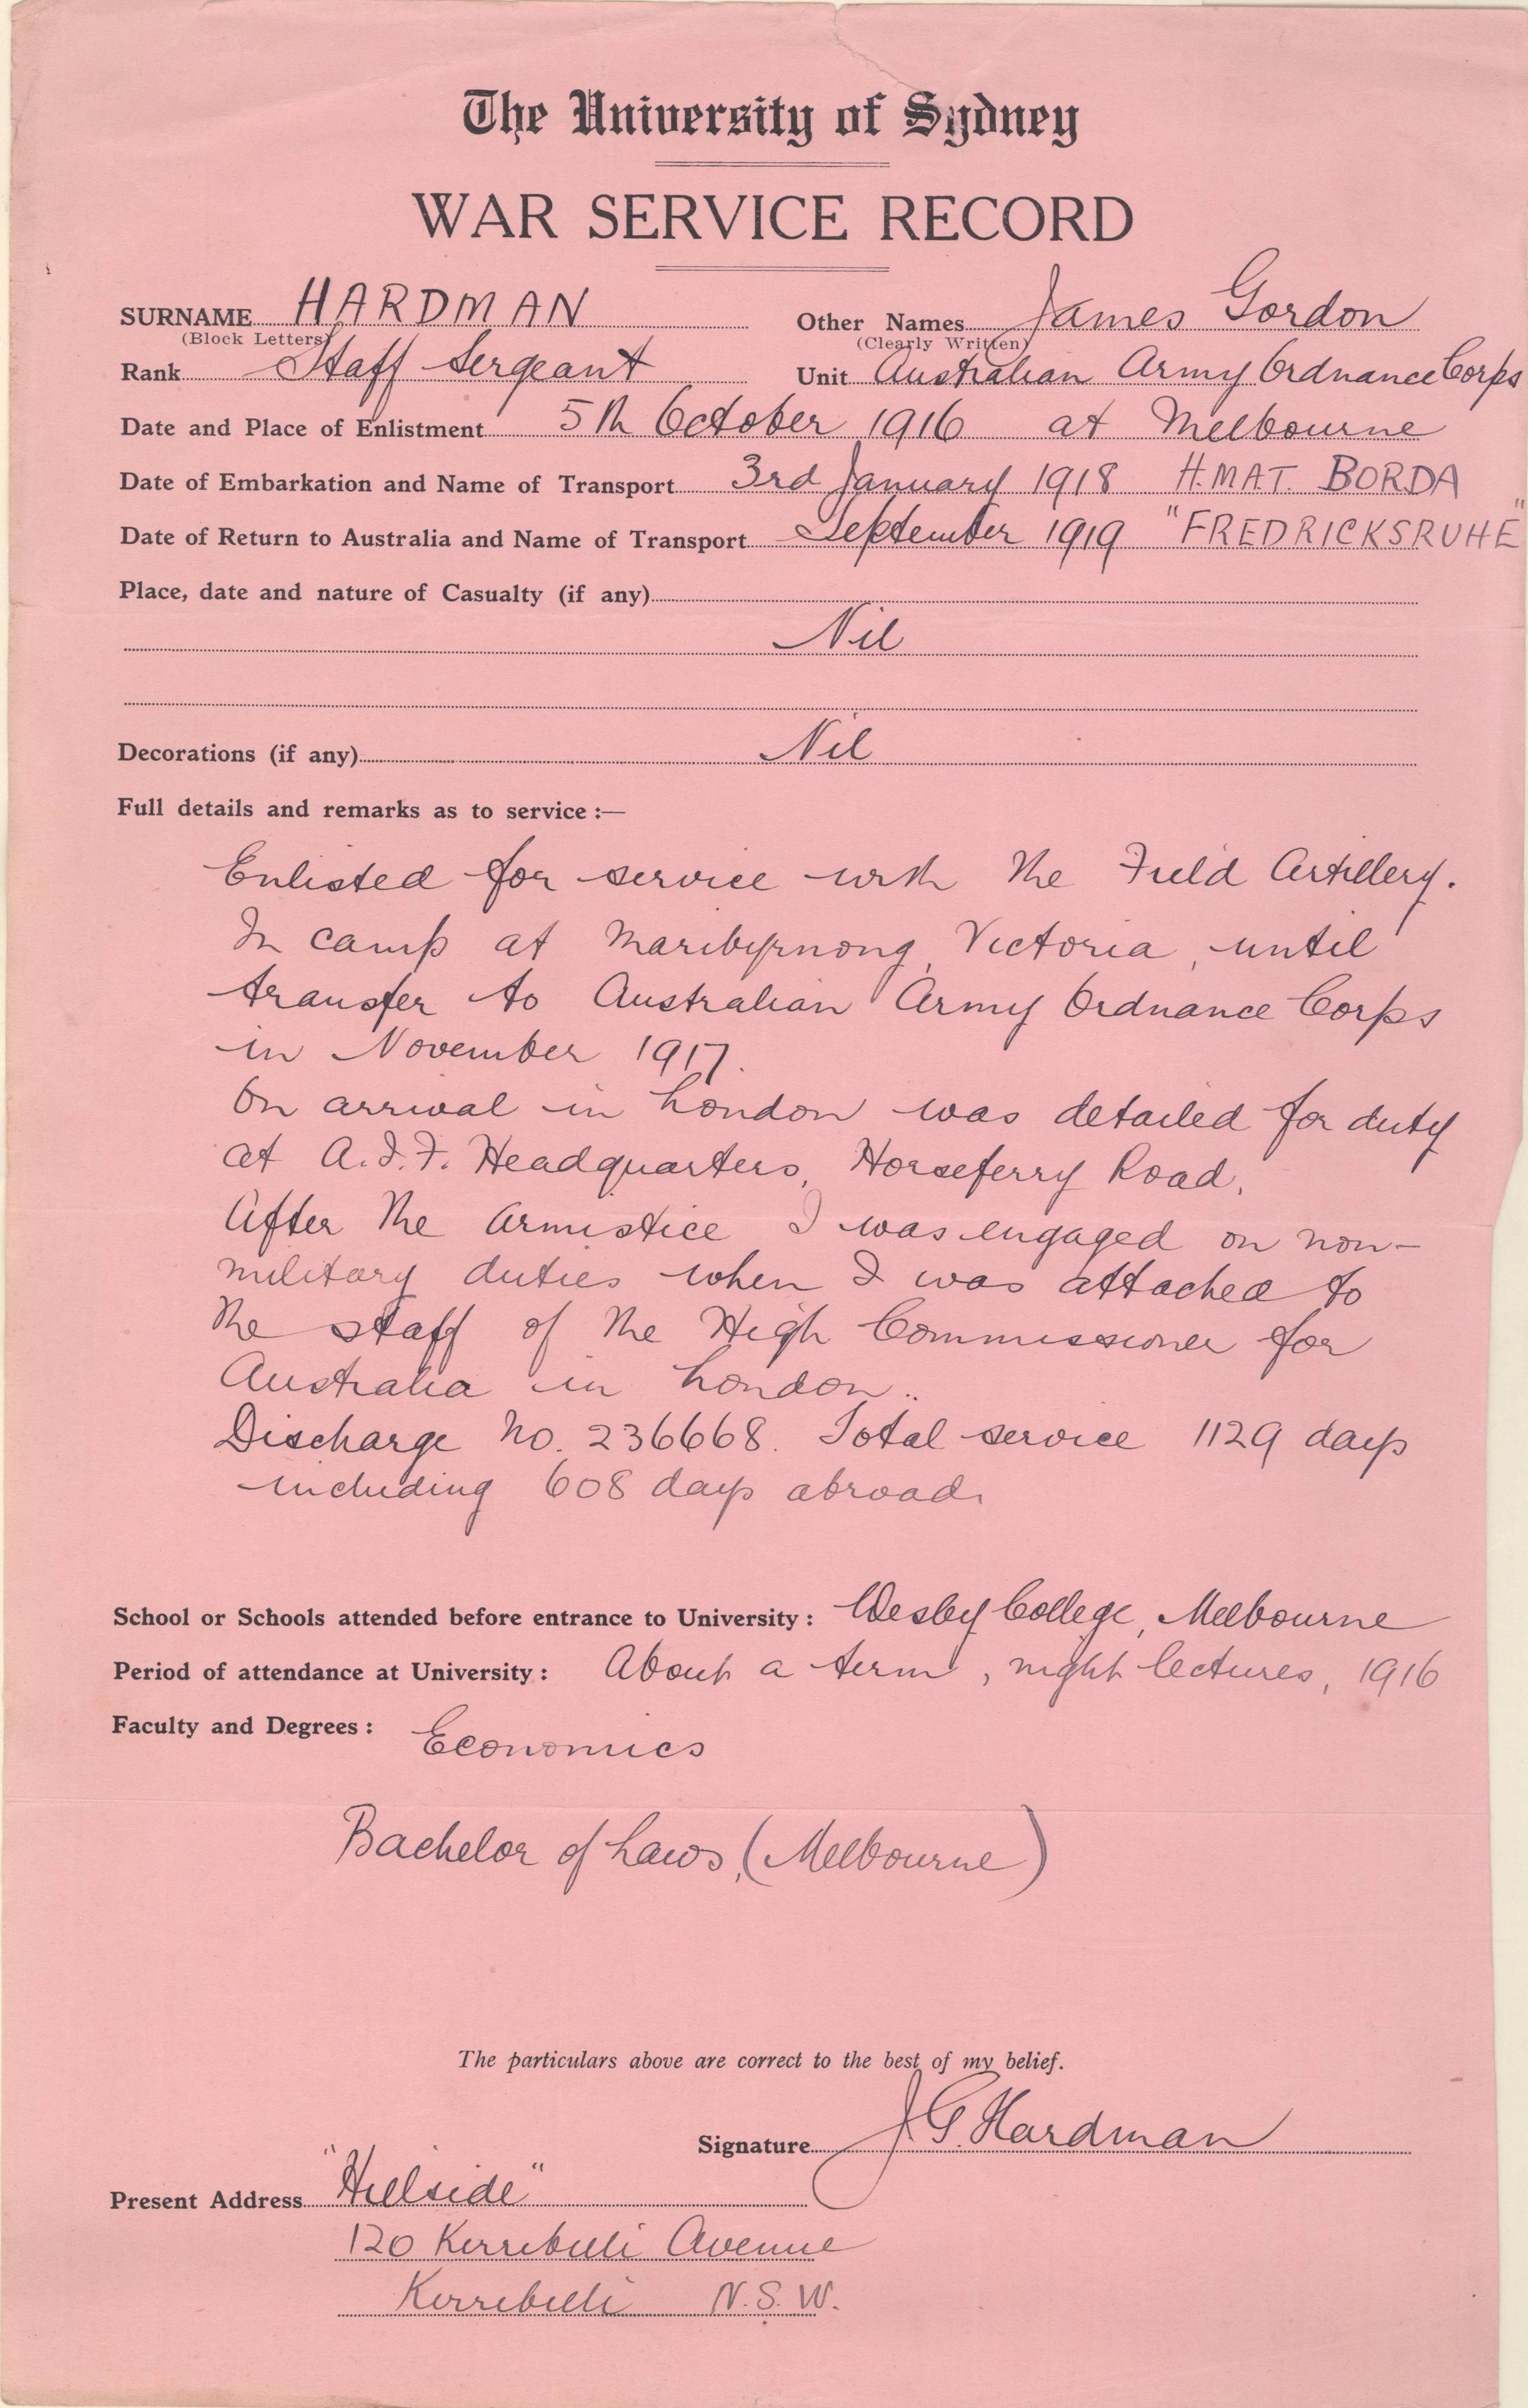 The University of Sydney
WAR SERVICE RECORD
SURNAME HARDMAN Other Names James Gordon
(Block Letters) (Clearly Written)
Rank Staff Sergeant Unit Australian Army Ordnance Corps
Date and Place of Enlistment 5th October 1916 at Melbourne
Date of Embarkation and Name of Transport 3rd January 1918 H.M.A.T. BORDA
Date of Return to Australia and Name of Transport September 1919 "FREDRICKSRUHE"
Place, date and nature of Casualty (if any)
Nil
Decorations (if any) Nil
Full details and remarks as to service :—
Enlisted for service with the Field Artillery.
In camp at Maribyrnong, Victoria, until
transfer to Australian Army Ordnance Corps
in November 1917.
On arrival in London was detailed for duty
at A.I.F. Headquarters, Horseferry Road.
After the Armistice I was engaged on non-
military duties when I was attached to
the staff of the High Commissioner for
Australia in London..
Discharge No. 236668. Total service 1129 days
including 608 days abroad.
School or Schools attended before entrance to University : Wesley College, Melbourne
Period of attendance at University : About a term, night lectures, 1916
Faculty and Degrees : Economics
Bachelor of Laws, (Melbourne)
The particulars above are correct to the best of my belief.
Signature J.G. Hardman
Present Address "Hillside"
120 Kirribilli Avenue
Kirribilli N.S.W.